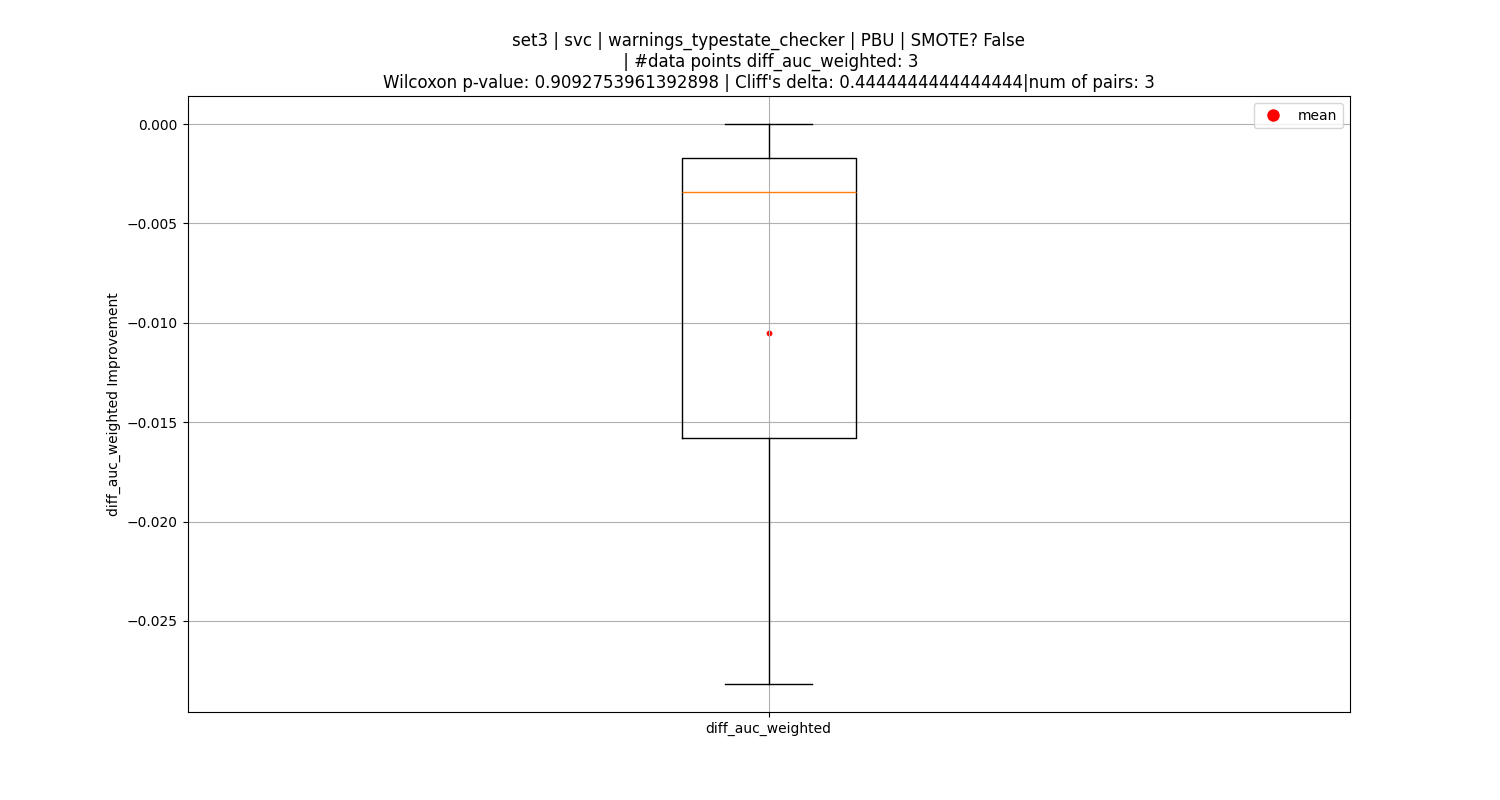 set3 | svc | warnings_typestate_checker | PBU | SMOTE? False
| #data points diff_auc_weighted: 3
Wilcoxon p-value: 0.9092753961392898 | Cliff's delta: 0.4444444444444444|num of pairs: 3
mean
0.000
−0.005
−0.010
−0.015
−0.020
−0.025
diff_auc_weighted Improvement
diff_auc_weighted